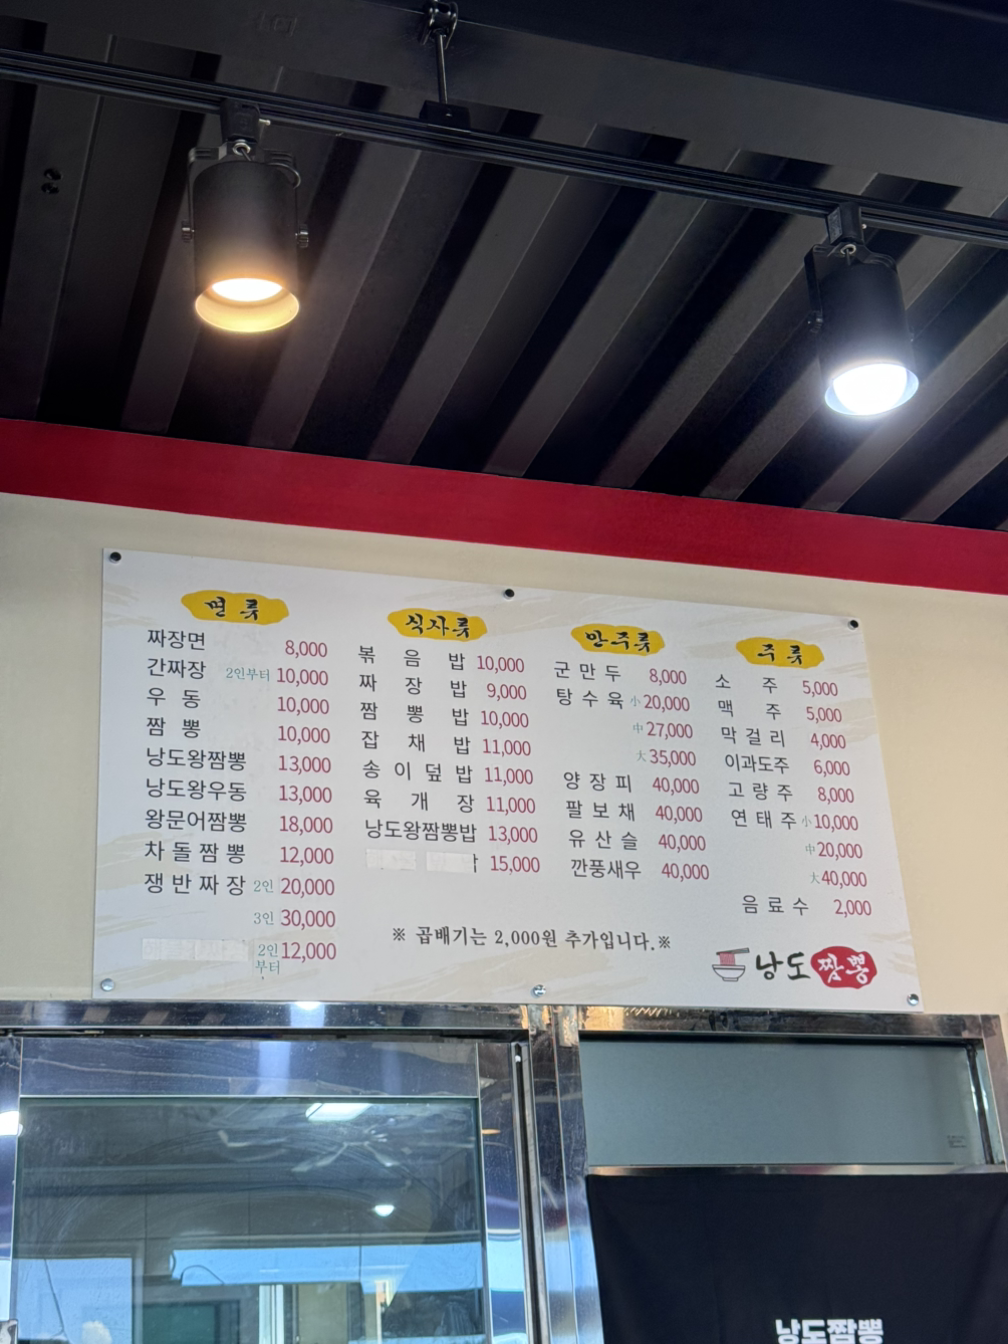 면류
짜장면 8,000
간짜장 2인부터 10,000
우동 10,000
짬뽕 10,000
낭도왕짬뽕 13,000
낭도왕우동 13,000
왕문어짬뽕 18,000
차돌짬뽕 12,000
쟁반짜장 2인 20,000
3인 30,000
2인부터 12,000
식사류
볶음밥 10,000
짜장밥 9,000
짬뽕밥 10,000
잡채밥 11,000
송이덮밥 11,000
육개장 11,000
낭도왕짬뽕밥 13,000
15,000
안주류
군만두 8,000
탕수육 小 20,000
中 27,000
大 35,000
양장피 40,000
팔보채 40,000
유산슬 40,000
깐풍새우 40,000
주류
소주 5,000
맥주 5,000
막걸리 4,000
이과도주 6,000
고량주 8,000
연태주 小 10,000
中 20,000
大 40,000
음료수 2,000
※ 곱배기는 2,000원 추가입니다.※
낭도짬뽕
낭도짬뽕